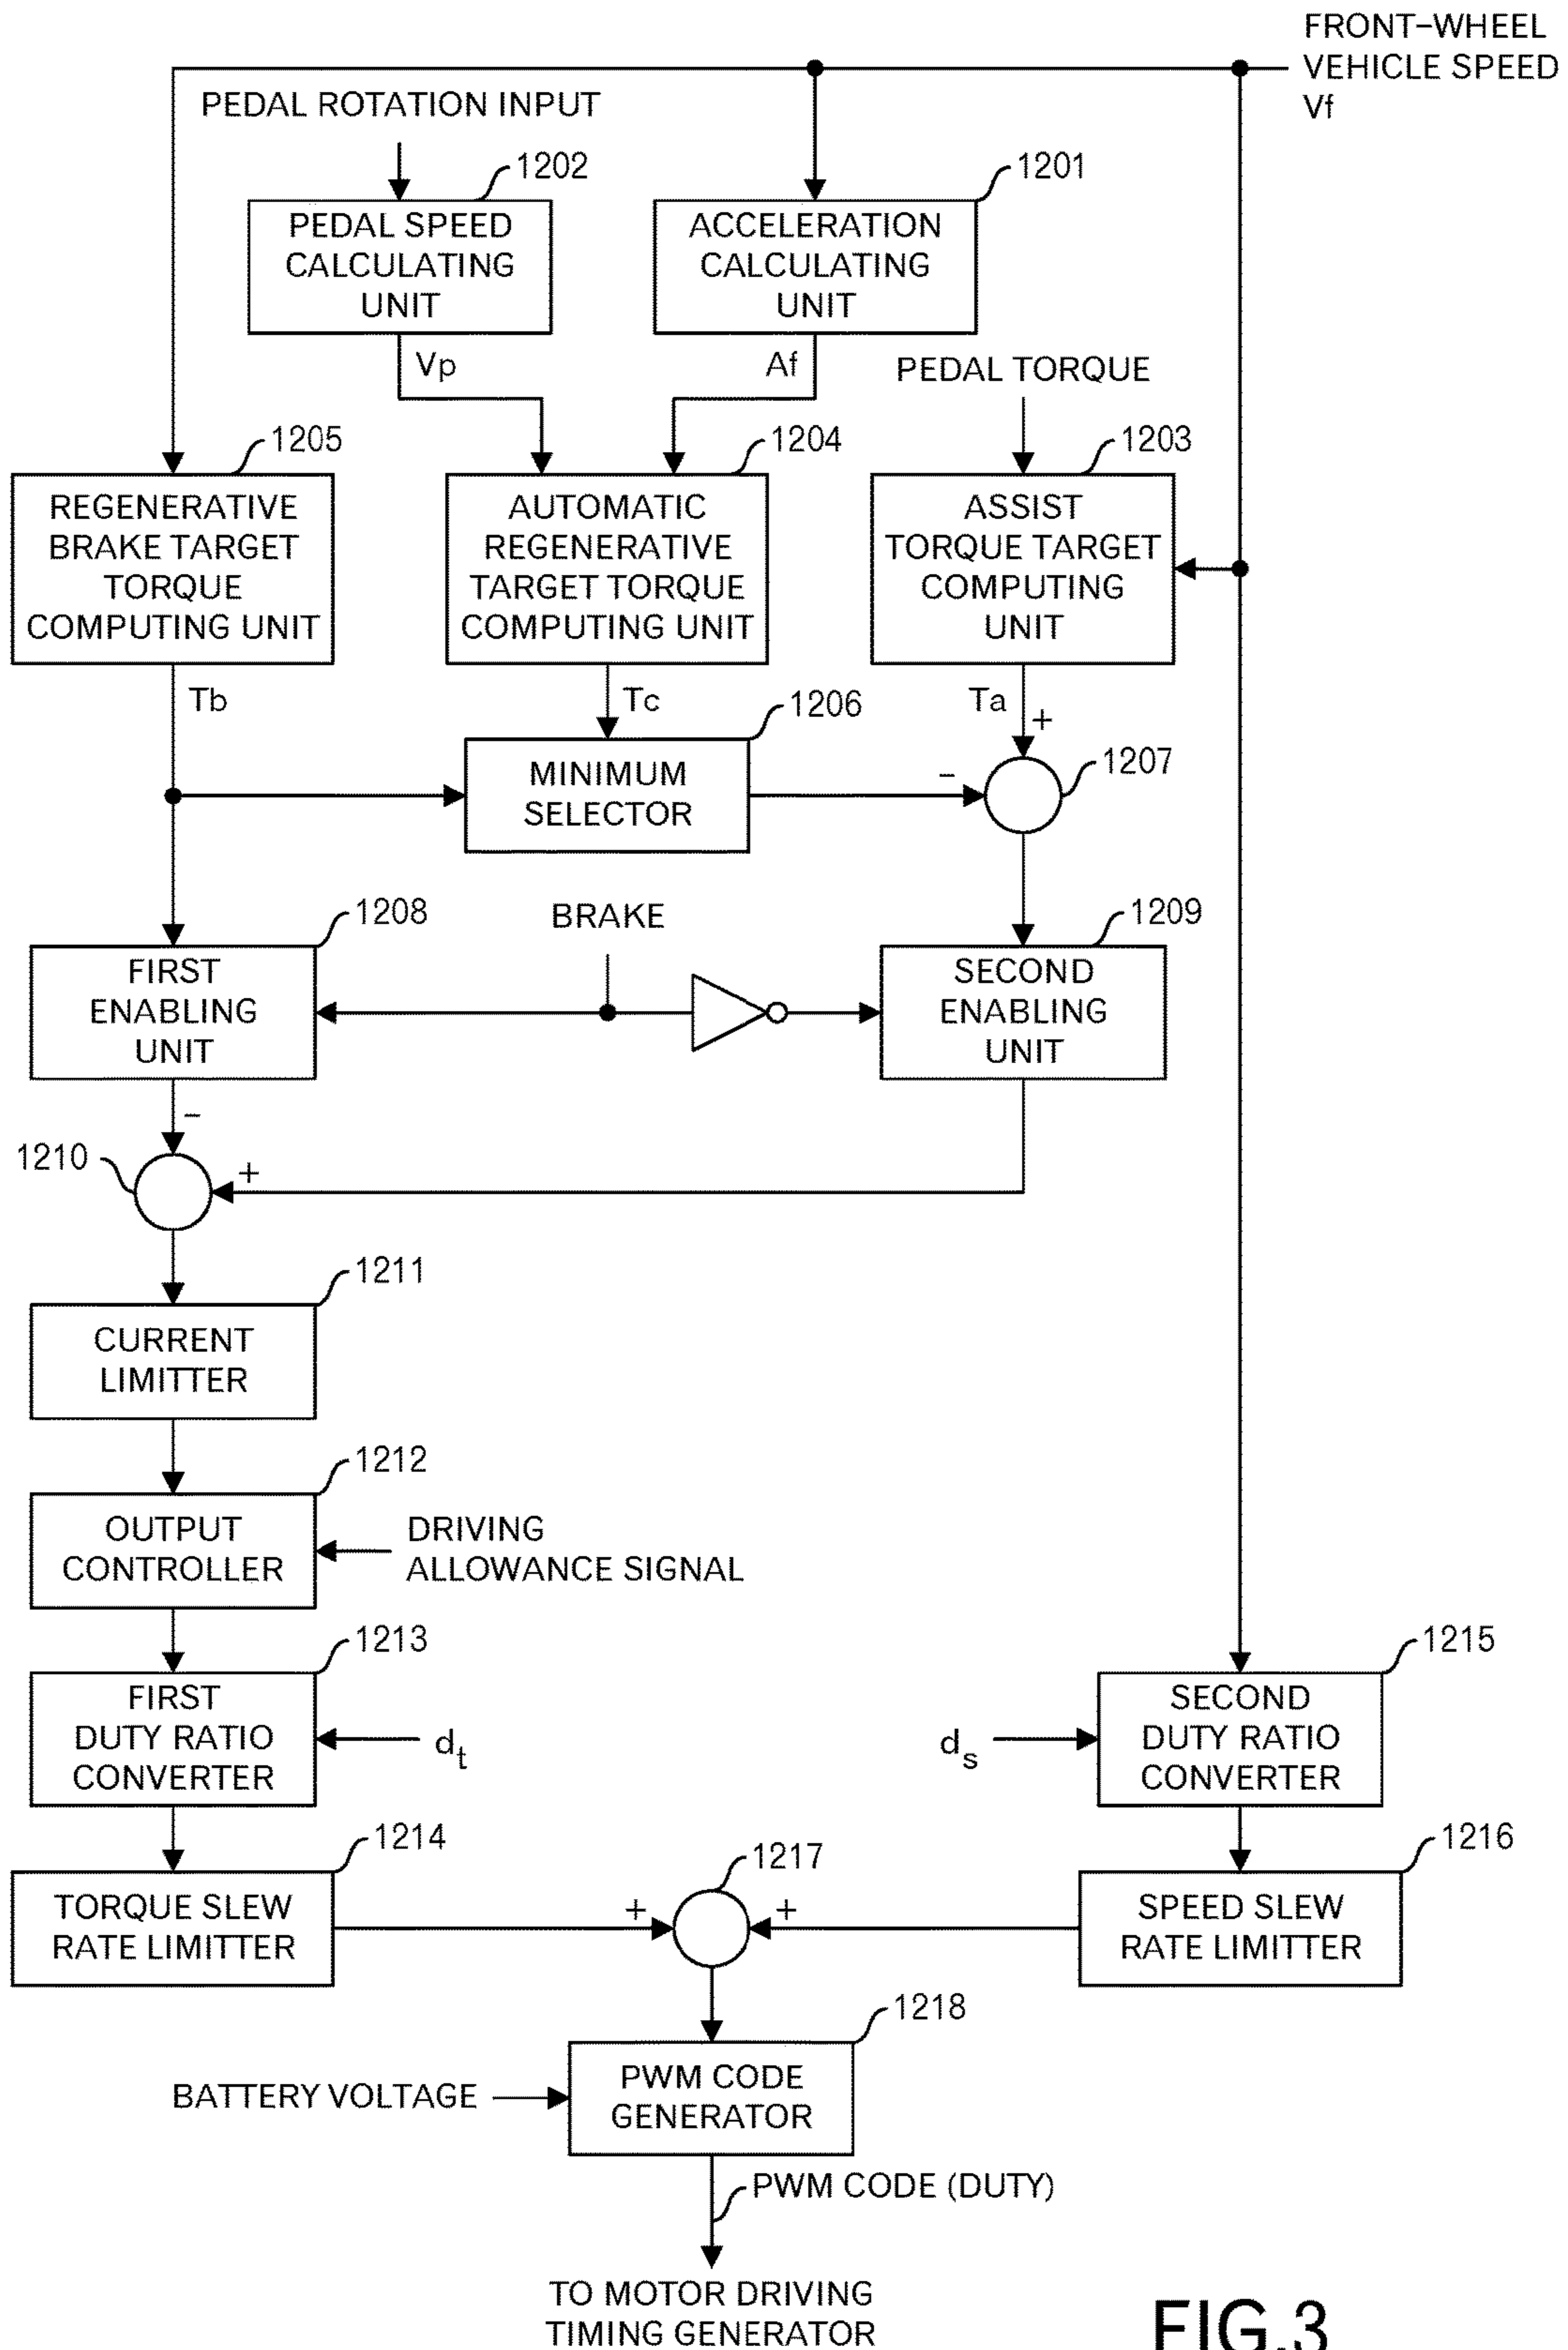 FRONT-WHEEL
VEHICLE SPEED
Vf
PEDAL ROTATION INPUT
1202
1201
PEDAL SPEED
CALCULATING
UNIT
ACCELERATION
CALCULATING
UNIT
Vp
Af
PEDAL TORQUE
1205
1204
1203
REGENERATIVE
BRAKE TARGET
TORQUE
COMPUTING UNIT
AUTOMATIC
REGENERATIVE
TARGET TORQUE
COMPUTING UNIT
ASSIST
TORQUE TARGET
COMPUTING
UNIT
Tb
Tc
1206
Ta
+
MINIMUM
SELECTOR
-
1207
1208
BRAKE
1209
FIRST
ENABLING
UNIT
SECOND
ENABLING
UNIT
-
1210
+
1211
CURRENT
LIMITTER
1212
OUTPUT
CONTROLLER
DRIVING
ALLOWANCE SIGNAL
1213
1215
FIRST
DUTY RATIO
CONVERTER
dt
ds
SECOND
DUTY RATIO
CONVERTER
1214
1217
1216
TORQUE SLEW
RATE LIMITTER
+
+
SPEED SLEW
RATE LIMITTER
1218
BATTERY VOLTAGE
PWM CODE
GENERATOR
PWM CODE (DUTY)
TO MOTOR DRIVING
TIMING GENERATOR
FIG.3